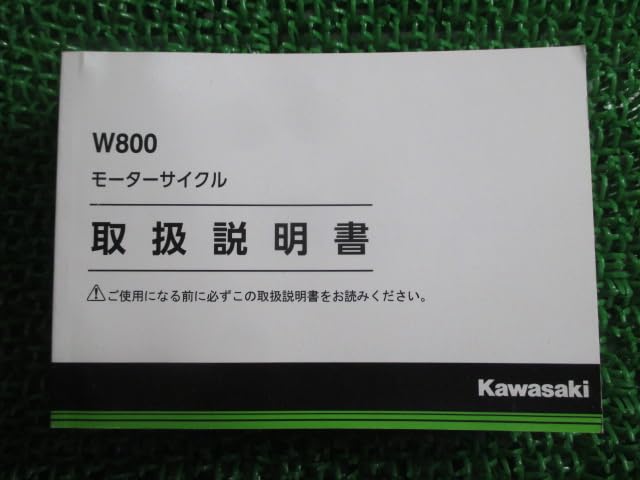 W800
モーターサイクル
取扱説明書
⚠ご使用になる前に必ずこの取扱説明書をお読みください。
Kawasaki